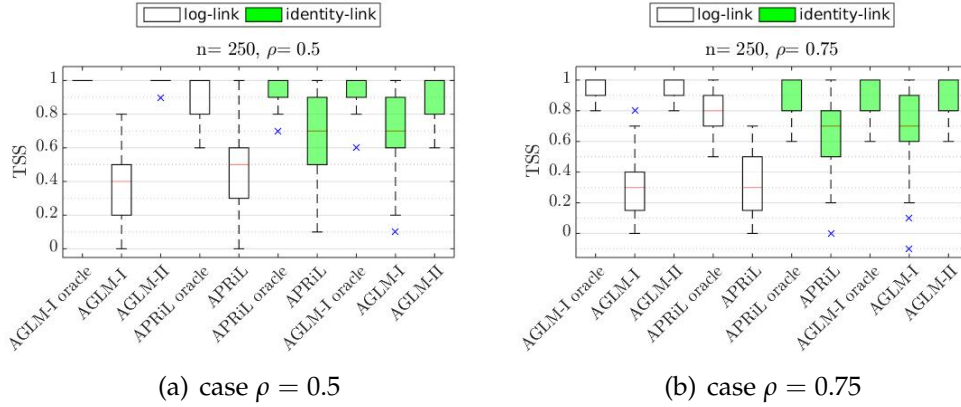 log-link identity-link
n= 250, ρ= 0.5
TSS
1
0.8
0.6
0.4
0.2
0
AGLM-I oracle
AGLM-I
AGLM-II
APRiL oracle
APRiL
APRiL oracle
APRiL
AGLM-I oracle
AGLM-I
AGLM-II
(a) case ρ = 0.5
log-link identity-link
n= 250, ρ= 0.75
TSS
1
0.8
0.6
0.4
0.2
0
AGLM-I oracle
AGLM-I
AGLM-II
APRiL oracle
APRiL
APRiL oracle
APRiL
AGLM-I oracle
AGLM-I
AGLM-II
(b) case ρ = 0.75